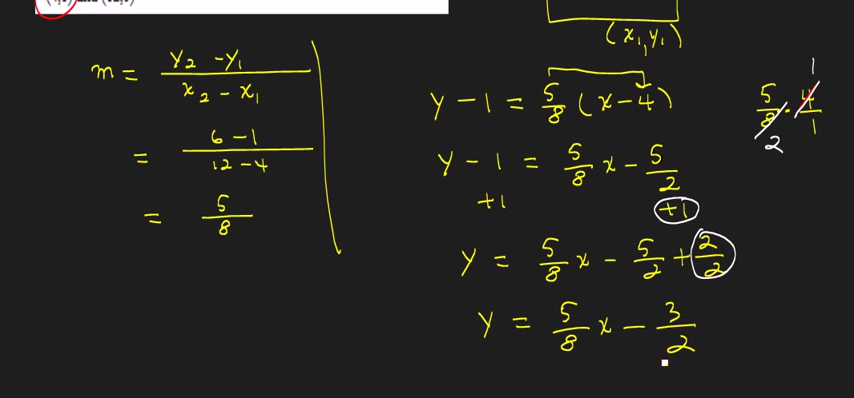 (x₁, y₁)
m = (y₂ - y₁)/(x₂ - x₁)
= (6 - 1)/(12 - 4)
= 5/8
y - 1 = 5/8 (x - 4)
5/8 · 4/1
1
2
y - 1 = 5/8 x - 5/2
+1 +1
y = 5/8 x - 5/2 + 2/2
y = 5/8 x - 3/2